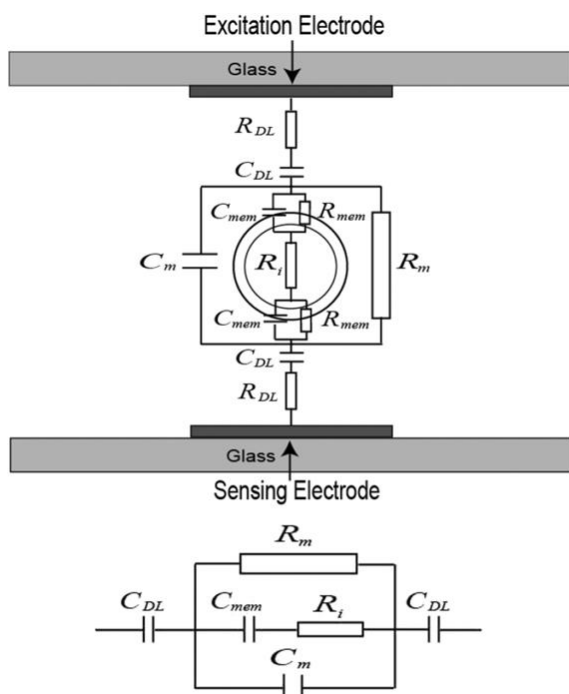 Excitation Electrode
Glass
R_DL
C_DL
C_mem R_mem
C_m R_i R_m
C_mem R_mem
C_DL
R_DL
Glass
Sensing Electrode
R_m
C_DL C_mem R_i C_DL
C_m